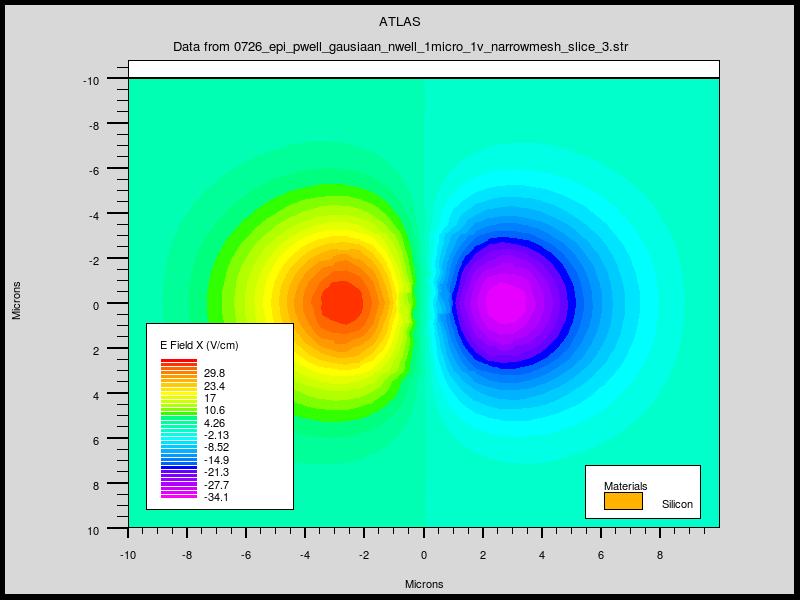 ATLAS
Data from 0726_epi_pwell_gausiaan_nwell_1micro_1v_narrowmesh_slice_3.str
-10
-8
-6
-4
-2
0
2
4
6
8
10
Microns
E Field X (V/cm)
29.8
23.4
17
10.6
4.26
-2.13
-8.52
-14.9
-21.3
-27.7
-34.1
Materials
Silicon
-10 -8 -6 -4 -2 0 2 4 6 8
Microns